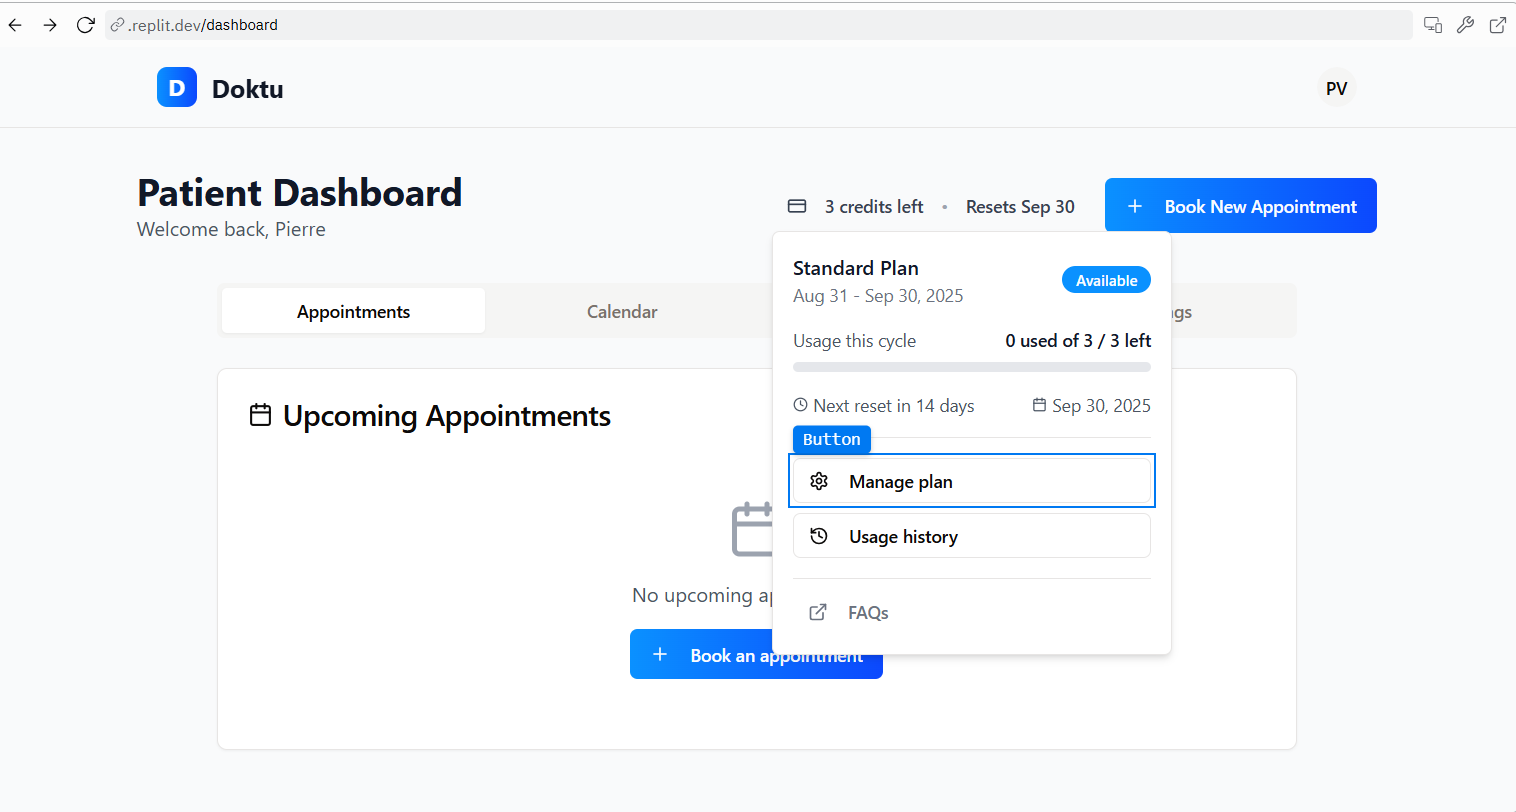 .replit.dev/dashboard
D Doktu
PV
Patient Dashboard
Welcome back, Pierre
3 credits left • Resets Sep 30
+ Book New Appointment
Standard Plan
Available
Aug 31 - Sep 30, 2025
Appointments
Calendar
gs
Usage this cycle
0 used of 3 / 3 left
Next reset in 14 days
Sep 30, 2025
Button
Manage plan
Usage history
FAQs
Upcoming Appointments
No upcoming ap
+ Book an appointment